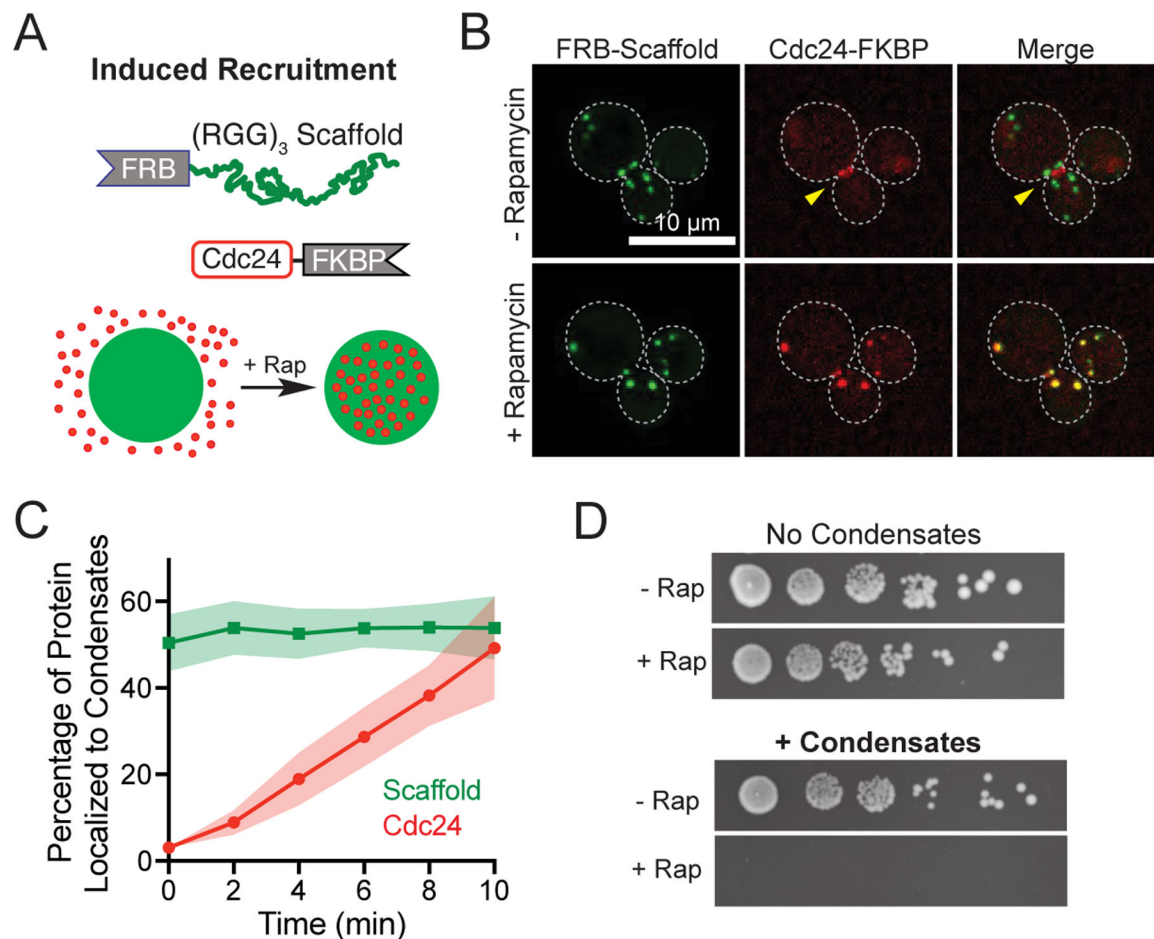 A
Induced Recruitment
(RGG)3 Scaffold
FRB
Cdc24
FKBP
+ Rap
B
FRB-Scaffold
Cdc24-FKBP
Merge
- Rapamycin
10 µm
+ Rapamycin
C
Percentage of Protein
Localized to Condensates
60
40
20
0
Scaffold
Cdc24
0 2 4 6 8 10
Time (min)
D
No Condensates
- Rap
+ Rap
+ Condensates
- Rap
+ Rap